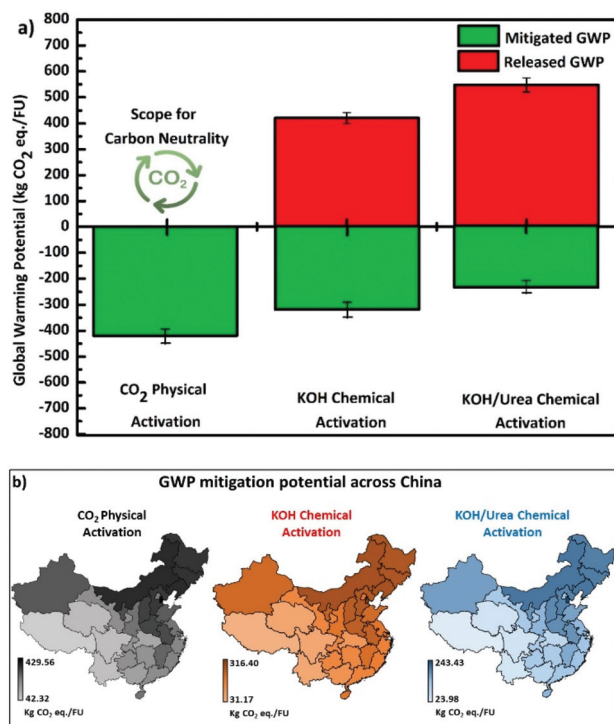 a)
800
700
600
500
400
300
200
100
0
-100
-200
-300
-400
-500
-600
-700
-800
Global Warming Potential (kg CO2 eq./FU)
Mitigated GWP
Released GWP
Scope for
Carbon Neutrality
CO2
CO2 Physical
Activation
KOH Chemical
Activation
KOH/Urea Chemical
Activation
b)
GWP mitigation potential across China
CO2 Physical
Activation
KOH Chemical
Activation
KOH/Urea Chemical
Activation
429.56
42.32
Kg CO2 eq./FU
316.40
31.17
Kg CO2 eq./FU
243.43
23.98
Kg CO2 eq./FU